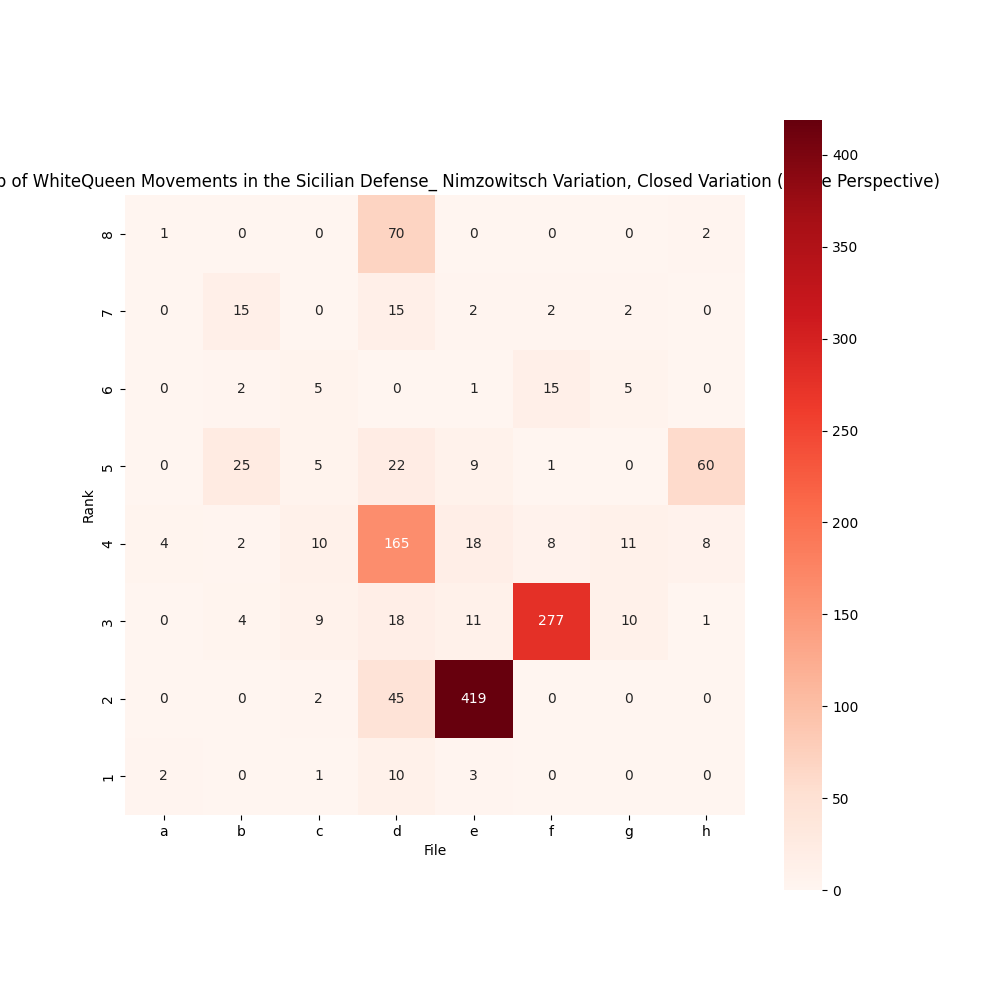 of WhiteQueen Movements in the Sicilian Defense_ Nimzowitsch Variation, Closed Variation ( Perspective)
400
350
300
250
200
150
100
50
0
8 1 0 0 70 0 0 0 2
7 0 15 0 15 2 2 2 0
6 0 2 5 0 1 15 5 0
5 0 25 5 22 9 1 0 60
4 4 2 10 165 18 8 11 8
3 0 4 9 18 11 277 10 1
2 0 0 2 45 419 0 0 0
1 2 0 1 10 3 0 0 0
a b c d e f g h
Rank
File